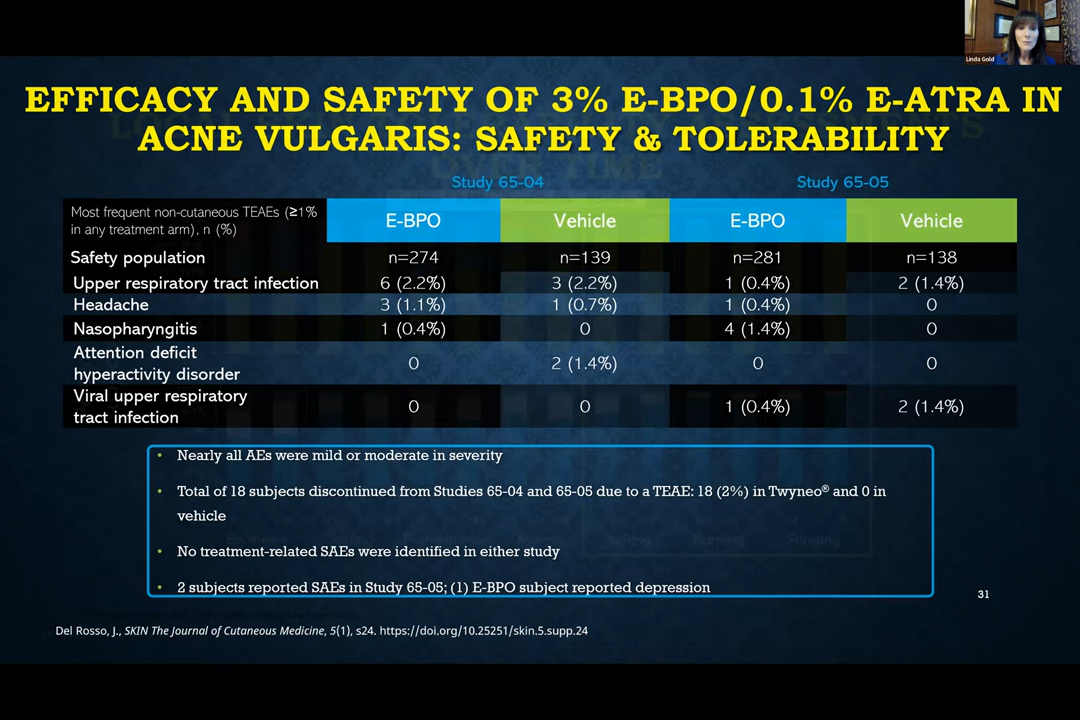 Linda Gold
EFFICACY AND SAFETY OF 3% E-BPO/0.1% E-ATRA IN
ACNE VULGARIS: SAFETY & TOLERABILITY
Study 65-04 Study 65-05
Most frequent non-cutaneous TEAEs (≥1%
in any treatment arm), n (%)
E-BPO Vehicle E-BPO Vehicle
Safety population n=274 n=139 n=281 n=138
Upper respiratory tract infection 6 (2.2%) 3 (2.2%) 1 (0.4%) 2 (1.4%)
Headache 3 (1.1%) 1 (0.7%) 1 (0.4%) 0
Nasopharyngitis 1 (0.4%) 0 4 (1.4%) 0
Attention deficit
hyperactivity disorder 0 2 (1.4%) 0 0
Viral upper respiratory
tract infection 0 0 1 (0.4%) 2 (1.4%)
• Nearly all AEs were mild or moderate in severity
• Total of 18 subjects discontinued from Studies 65-04 and 65-05 due to a TEAE: 18 (2%) in Twyneo® and 0 in
vehicle
• No treatment-related SAEs were identified in either study
• 2 subjects reported SAEs in Study 65-05; (1) E-BPO subject reported depression
31
Del Rosso, J., SKIN The Journal of Cutaneous Medicine, 5(1), s24. https://doi.org/10.25251/skin.5.supp.24